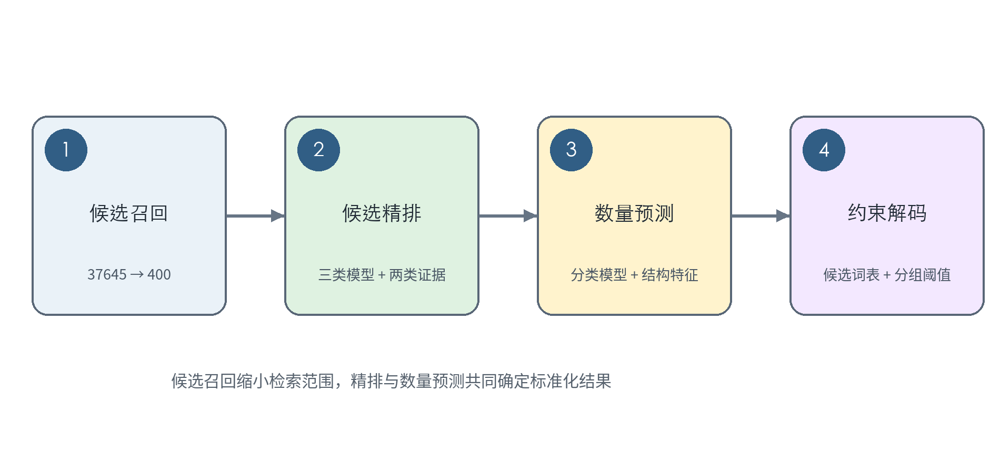 1
候选召回
37645 → 400
2
候选精排
三类模型 + 两类证据
3
数量预测
分类模型 + 结构特征
4
约束解码
候选词表 + 分组阈值
候选召回缩小检索范围，精排与数量预测共同确定标准化结果